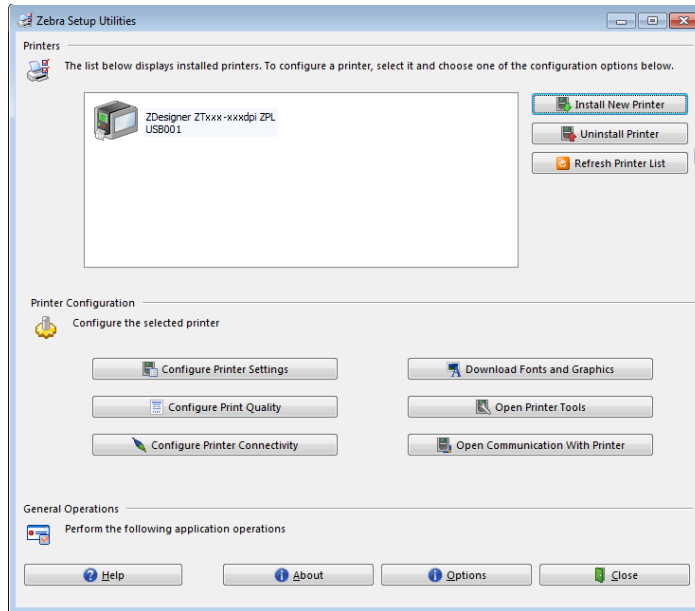 Zebra Setup Utilities
Printers
The list below displays installed printers. To configure a printer, select it and choose one of the configuration options below.
ZDesigner ZTxxx-xxxdpi ZPL
USB001
Install New Printer
Uninstall Printer
Refresh Printer List
Printer Configuration
Configure the selected printer
Configure Printer Settings
Download Fonts and Graphics
Configure Print Quality
Open Printer Tools
Configure Printer Connectivity
Open Communication With Printer
General Operations
Perform the following application operations
Help
About
Options
Close